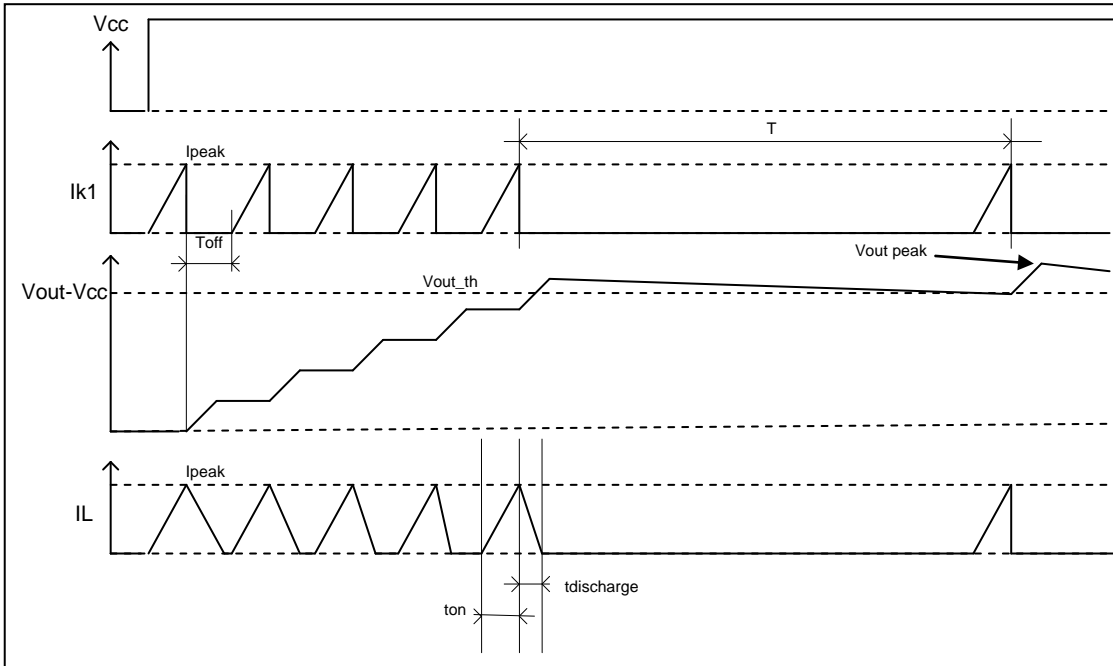 Vcc
T
Ipeak
Ik1
Toff
Vout peak
Vout_th
Vout-Vcc
Ipeak
IL
tdischarge
ton